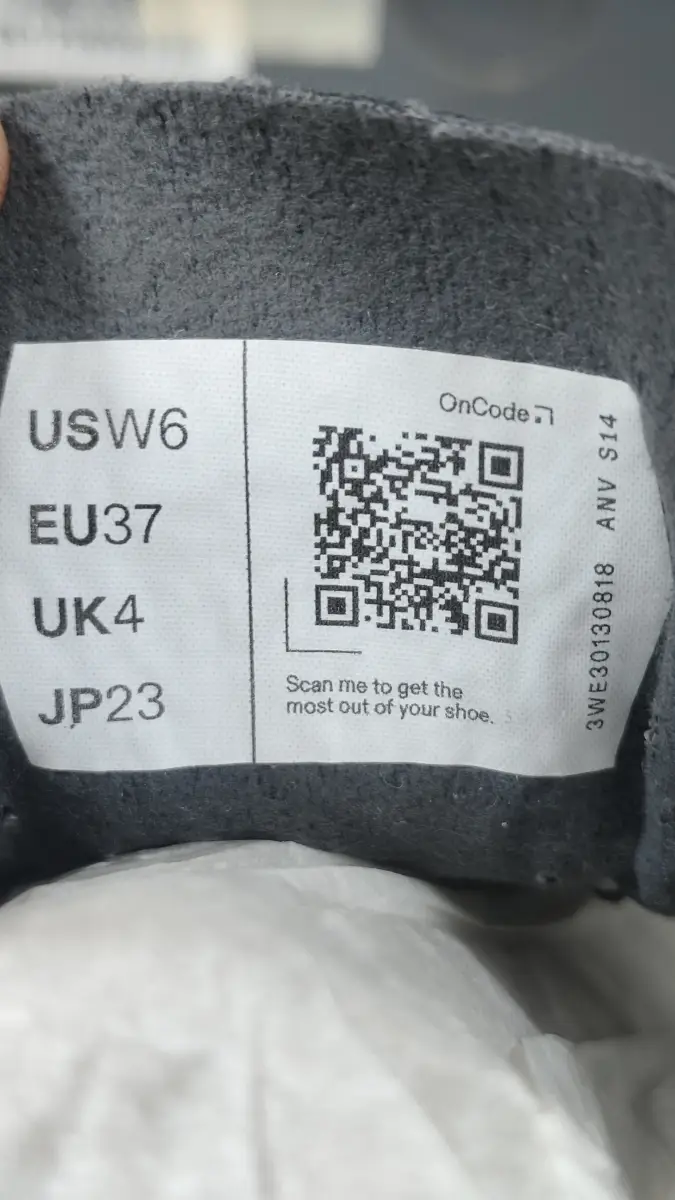 USW6
EU37
UK4
JP23
OnCode
Scan me to get the
most out of your shoe.
3WE30130818 ANV S14